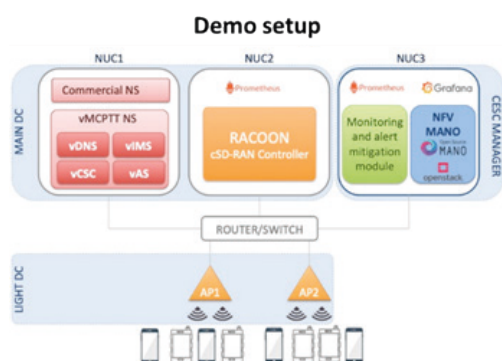 Demo setup
NUC1
NUC2
NUC3
MAIN DC
Commercial NS
vMCPTT NS
vDNS
vIMS
vCSC
vAS
Prometheus
RACOON
cSD-RAN Controller
Prometheus
Grafana
Monitoring
and alert
mitigation
module
NFV
MANO
Open Source
MANO
openstack.
CESC MANAGER
ROUTER/SWITCH
LIGHT DC
AP1
AP2